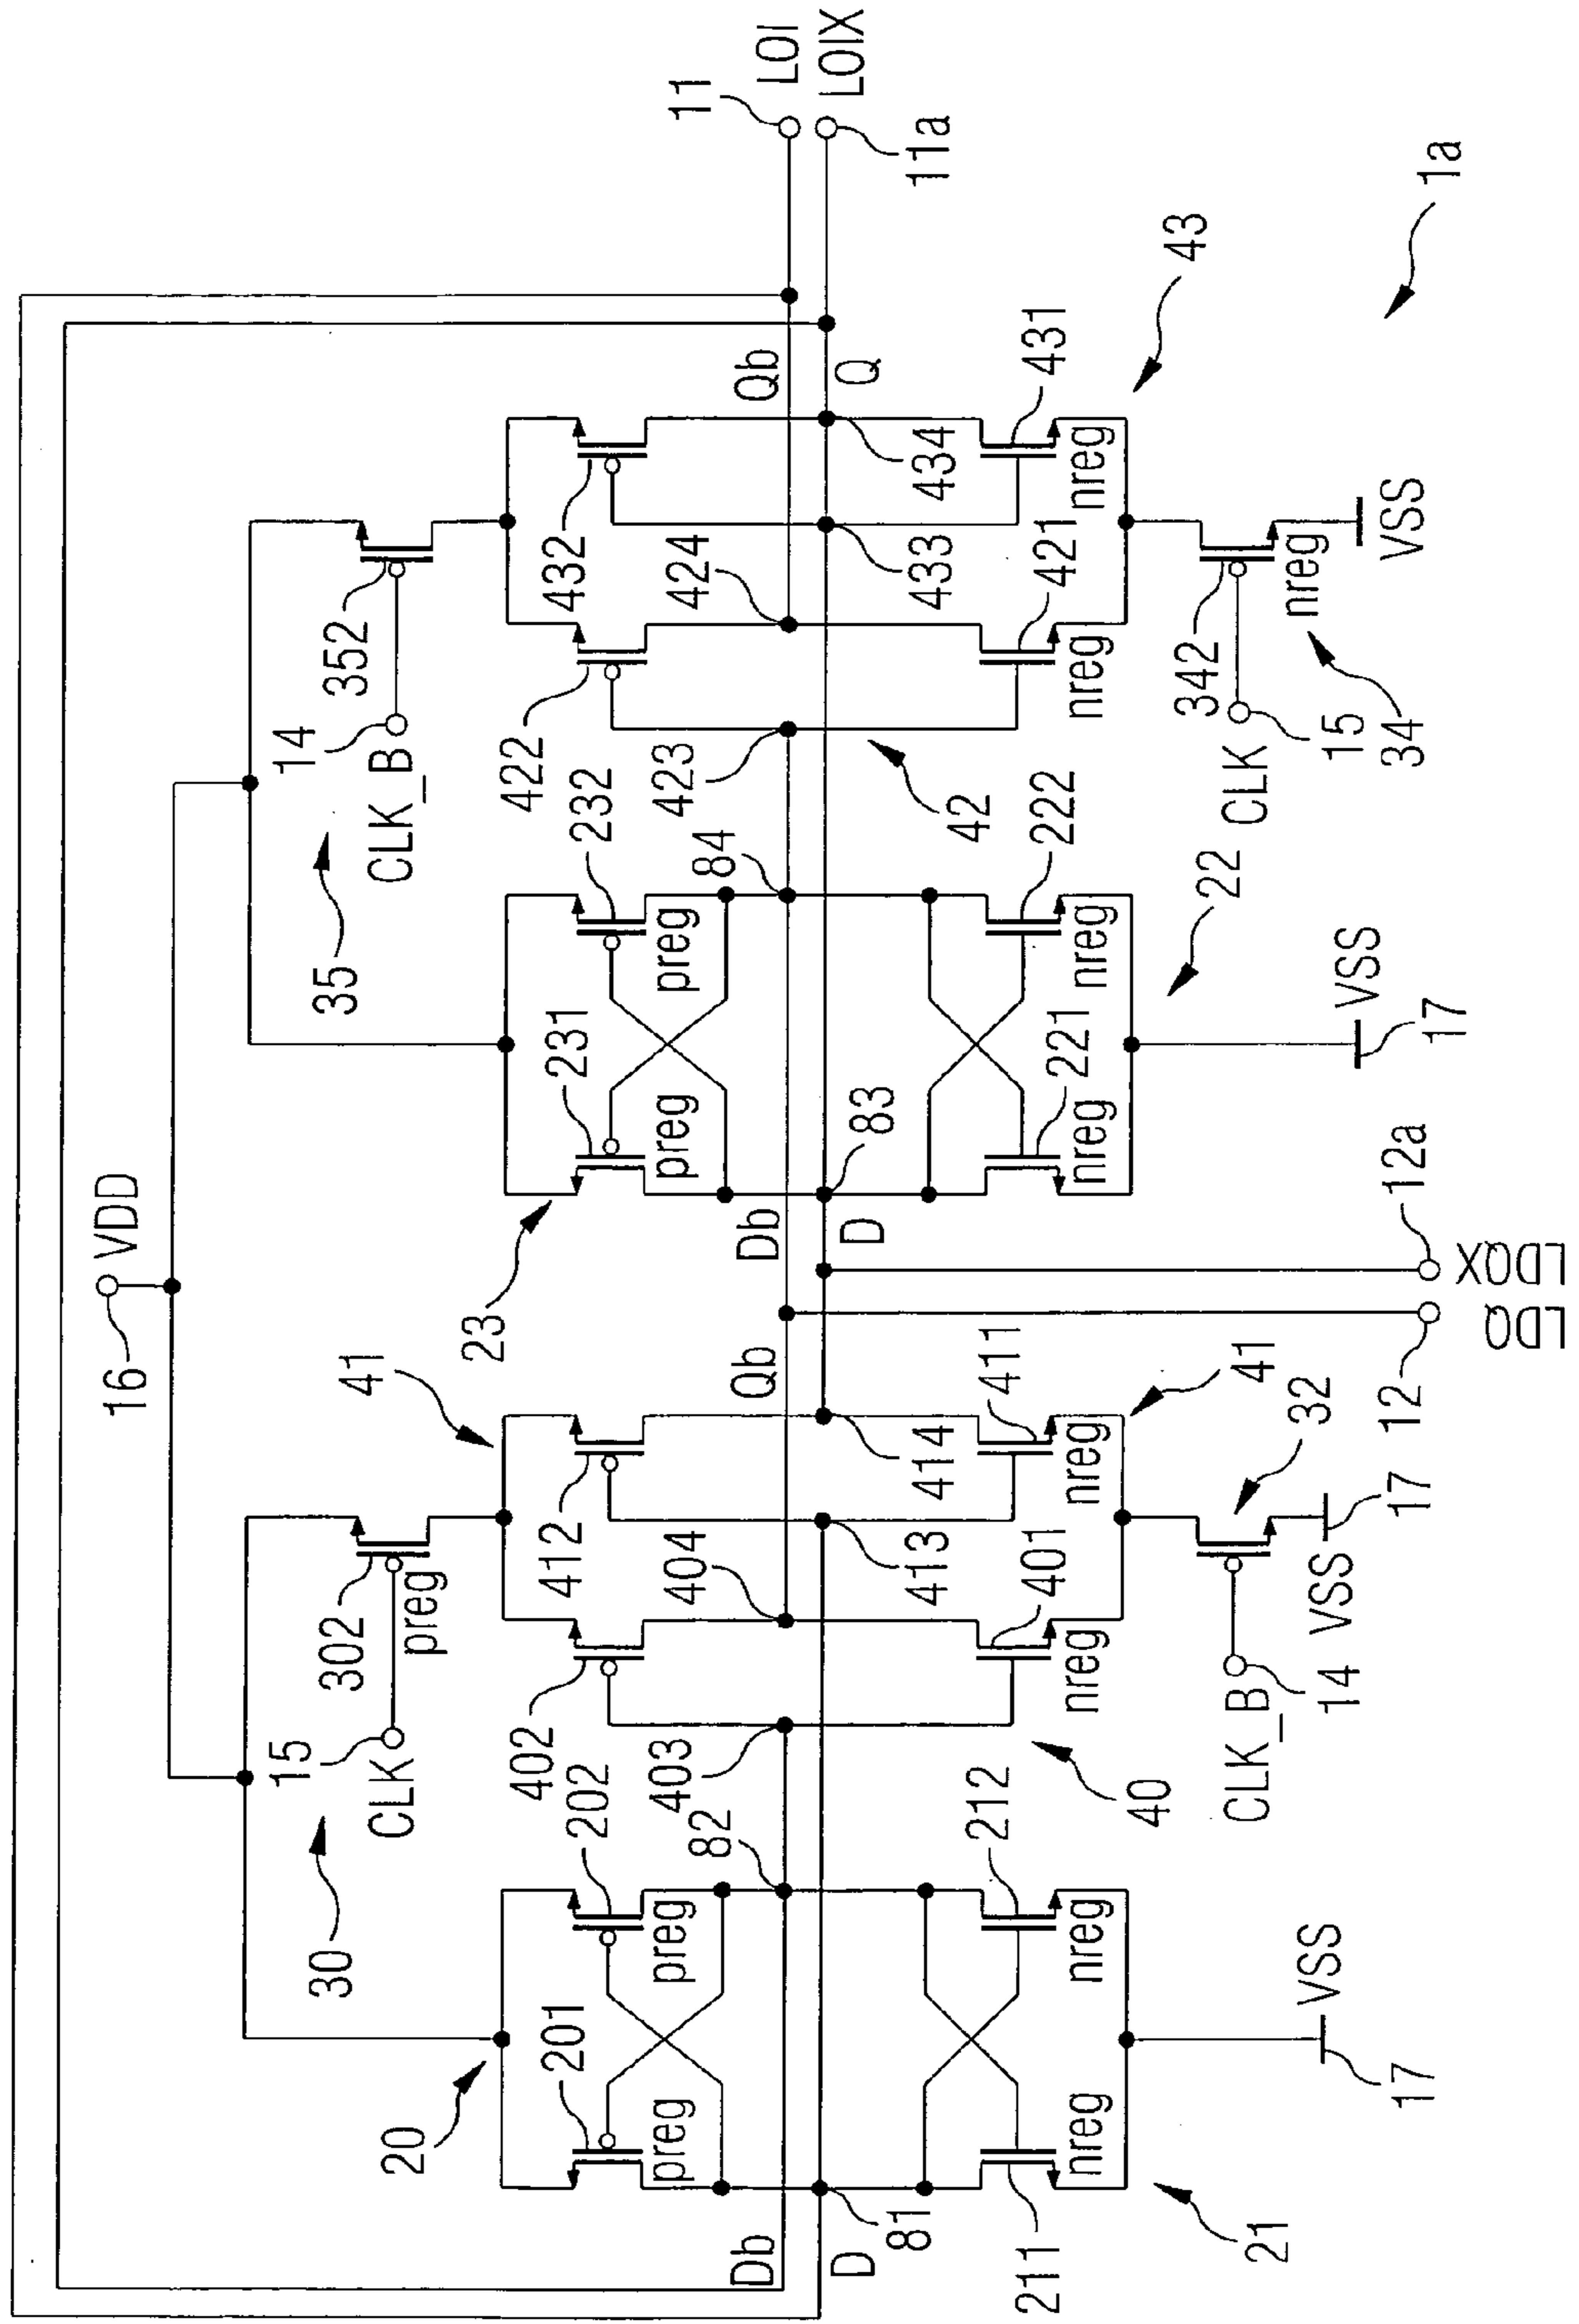 16
VDD
30
15
CLK
302
preg
41
35
14
CLK_B
352
LOI
11
LOIX
11a
20
201
preg
202
preg
402
412
23
231
preg
232
preg
422
432
Db
D
81
82
403
404
413
414
Qb
Db
D
83
84
423
424
433
434
Qb
Q
211
nreg
212
nreg
401
nreg
411
nreg
221
nreg
222
nreg
421
nreg
431
nreg
21
40
41
22
42
43
CLK_B
14
32
CLK
15
342
nreg
34
17
VSS
VSS
17
12
12a
LDQ
LDQX
17
VSS
VSS
1a